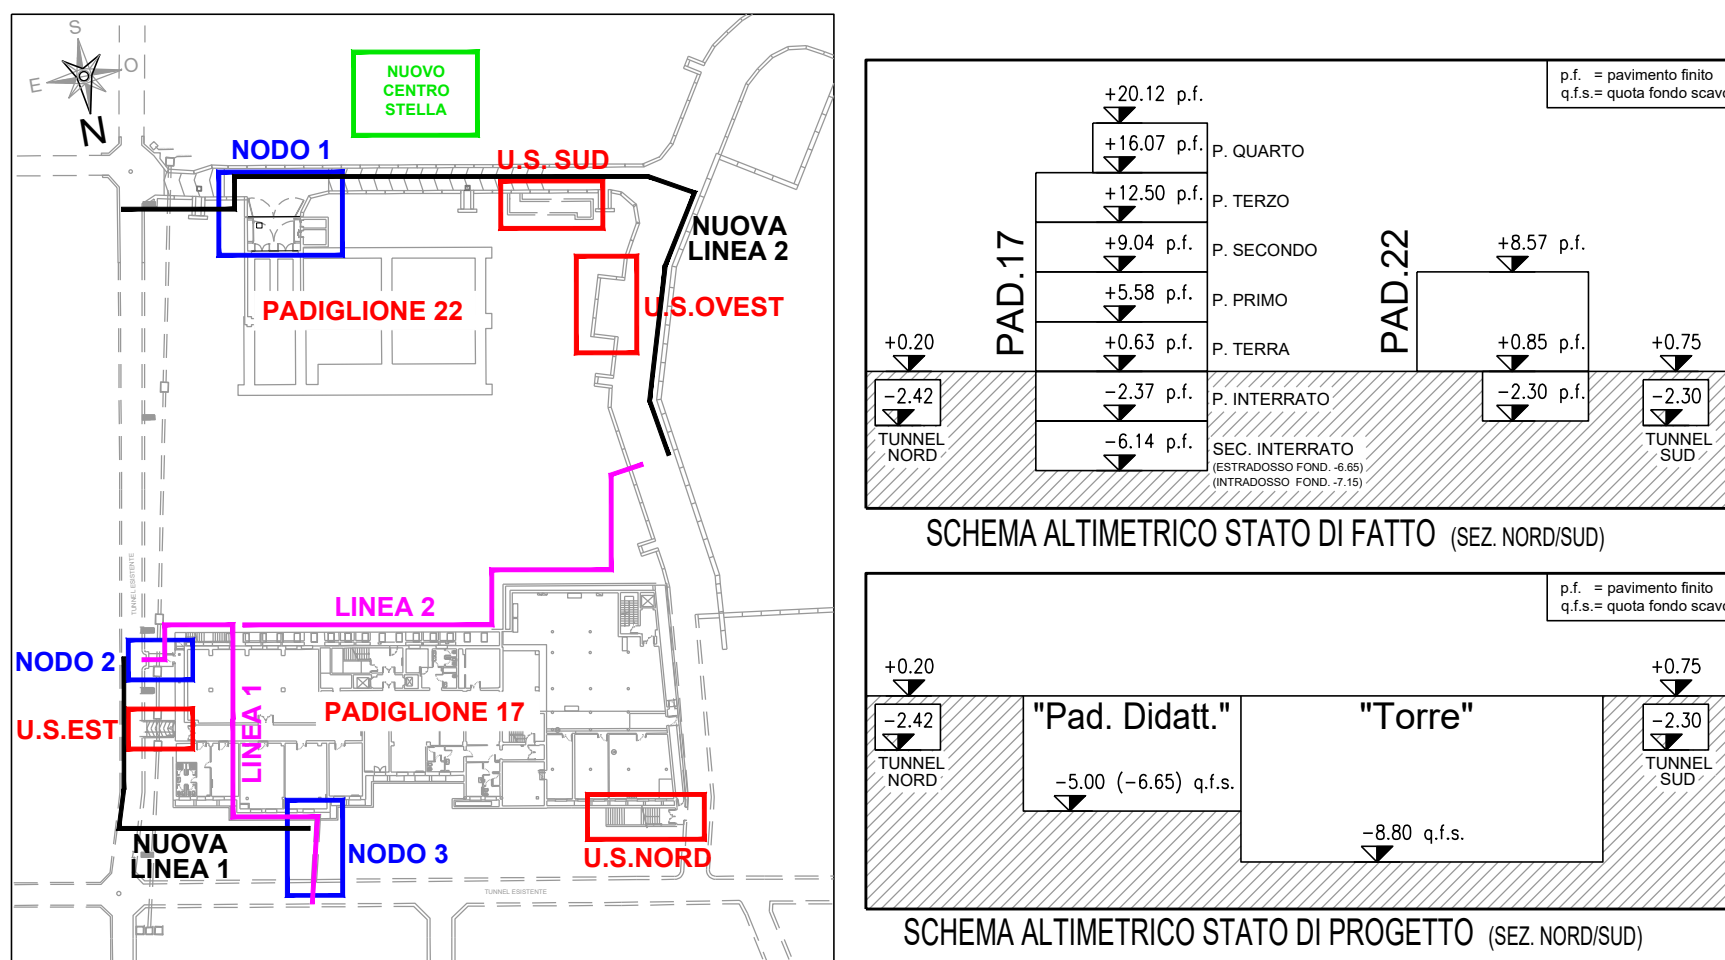 S
E
O
N
NUOVO
CENTRO
STELLA
NODO 1
U.S. SUD
NUOVA
LINEA 2
PADIGLIONE 22
U.S.OVEST
TUNNEL ESISTENTE
LINEA 2
NODO 2
LINEA 1
PADIGLIONE 17
U.S.EST
NUOVA
LINEA 1
NODO 3
U.S.NORD
TUNNEL ESISTENTE
p.f. = pavimento finito
q.f.s.= quota fondo scavo
+20.12 p.f.
+16.07 p.f. P. QUARTO
+12.50 p.f. P. TERZO
+9.04 p.f. P. SECONDO
+5.58 p.f. P. PRIMO
+0.63 p.f. P. TERRA
-2.37 p.f. P. INTERRATO
-6.14 p.f. SEC. INTERRATO
(ESTRADOSSO FOND. -6.65)
(INTRADOSSO FOND. -7.15)
PAD.17
PAD.22
+8.57 p.f.
+0.85 p.f.
-2.30 p.f.
+0.20
-2.42
TUNNEL
NORD
+0.75
-2.30
TUNNEL
SUD
SCHEMA ALTIMETRICO STATO DI FATTO (SEZ. NORD/SUD)
p.f. = pavimento finito
q.f.s.= quota fondo scavo
+0.20
-2.42
TUNNEL
NORD
"Pad. Didatt."
-5.00 (-6.65) q.f.s.
"Torre"
-8.80 q.f.s.
+0.75
-2.30
TUNNEL
SUD
SCHEMA ALTIMETRICO STATO DI PROGETTO (SEZ. NORD/SUD)